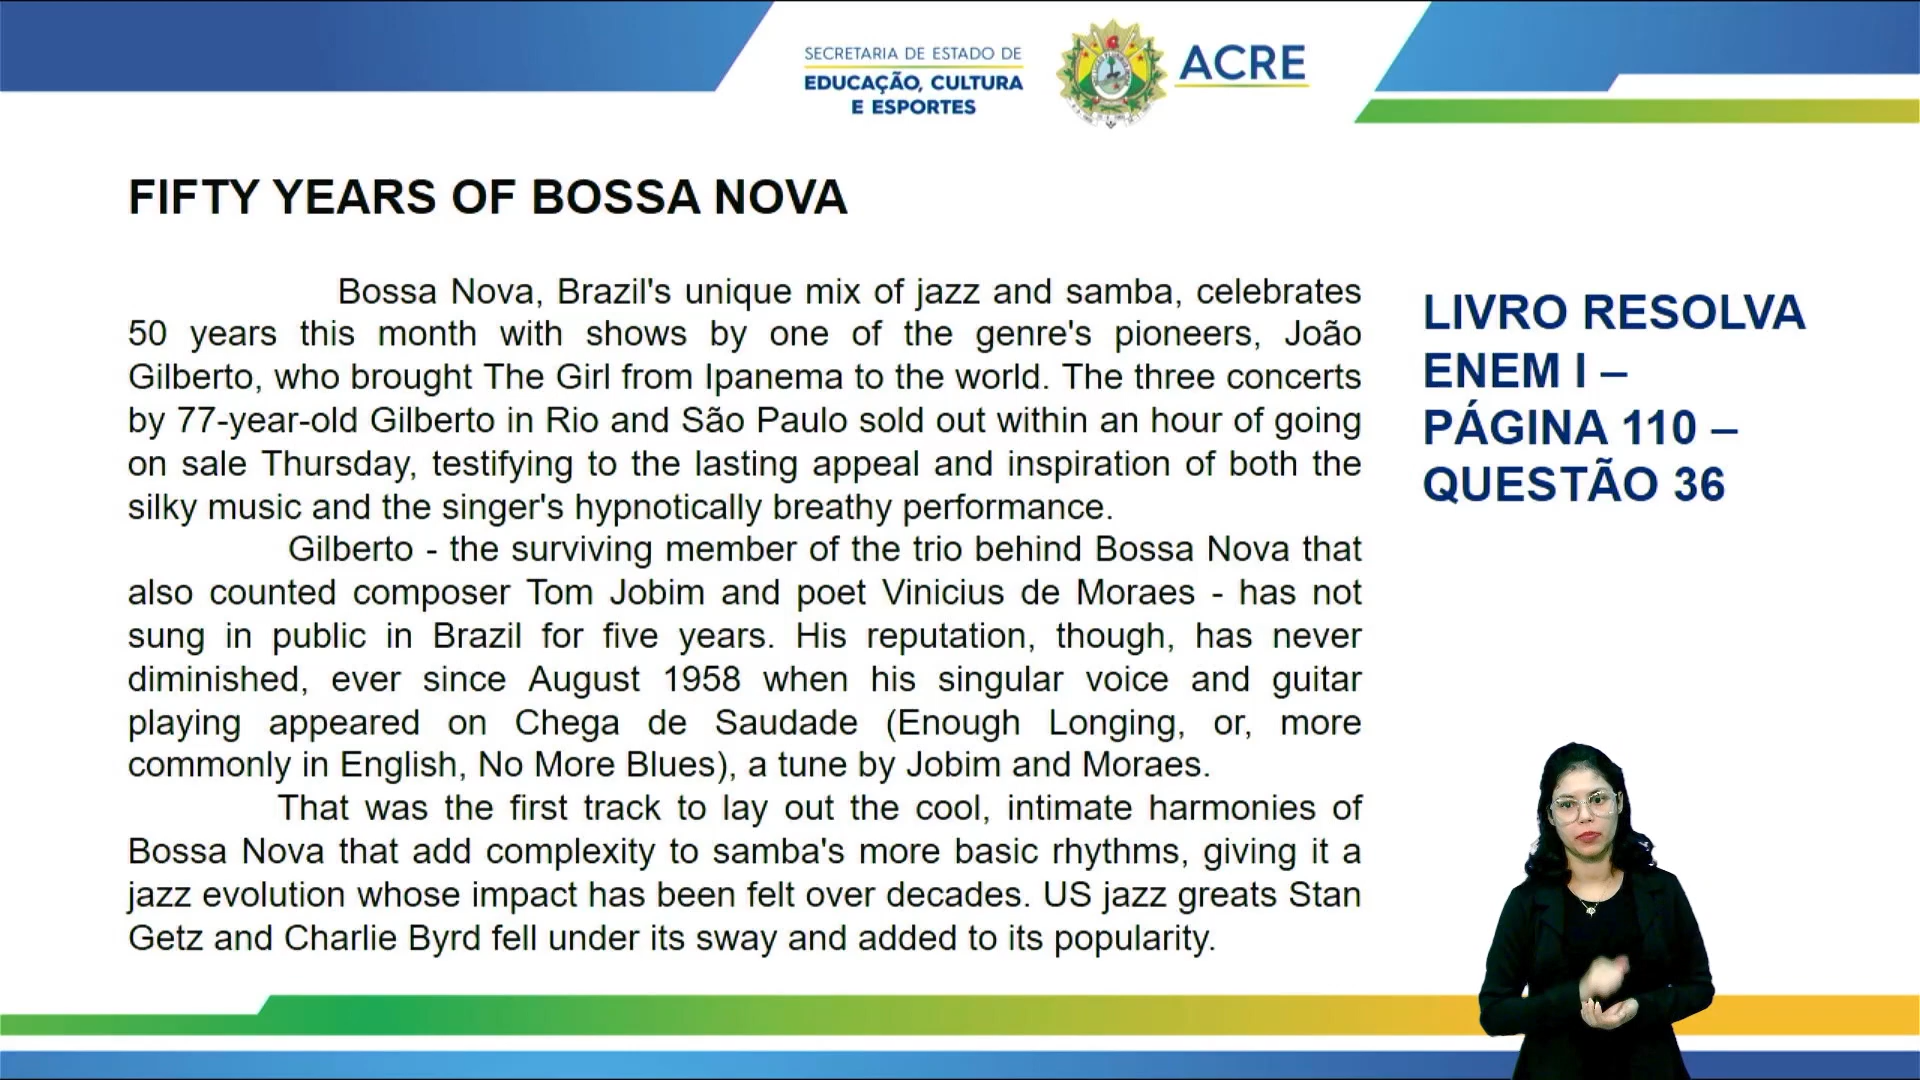 SECRETARIA DE ESTADO DE
EDUCAÇÃO, CULTURA
E ESPORTES
ACRE
FIFTY YEARS OF BOSSA NOVA
Bossa Nova, Brazil's unique mix of jazz and samba, celebrates
50 years this month with shows by one of the genre's pioneers, João
Gilberto, who brought The Girl from Ipanema to the world. The three concerts
by 77-year-old Gilberto in Rio and São Paulo sold out within an hour of going
on sale Thursday, testifying to the lasting appeal and inspiration of both the
silky music and the singer's hypnotically breathy performance.
Gilberto - the surviving member of the trio behind Bossa Nova that
also counted composer Tom Jobim and poet Vinicius de Moraes - has not
sung in public in Brazil for five years. His reputation, though, has never
diminished, ever since August 1958 when his singular voice and guitar
playing appeared on Chega de Saudade (Enough Longing, or, more
commonly in English, No More Blues), a tune by Jobim and Moraes.
That was the first track to lay out the cool, intimate harmonies of
Bossa Nova that add complexity to samba's more basic rhythms, giving it a
jazz evolution whose impact has been felt over decades. US jazz greats Stan
Getz and Charlie Byrd fell under its sway and added to its popularity.
LIVRO RESOLVA
ENEM I –
PÁGINA 110 –
QUESTÃO 36